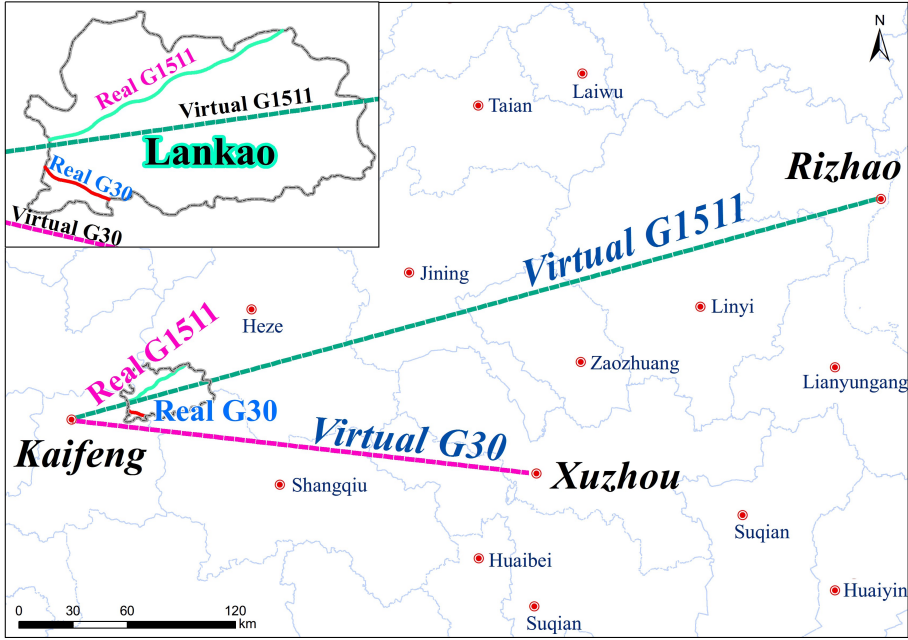 Real G1511
Virtual G1511
Lankao
Real G30
Virtual G30
N
Laiwu
Taian
Rizhao
Virtual G1511
Jining
Linyi
Heze
Real G1511
Zaozhuang
Lianyungang
Real G30
Virtual G30
Kaifeng
Xuzhou
Shangqiu
Suqian
Huaibei
Huaiyin
Suqian
0 30 60 120
km